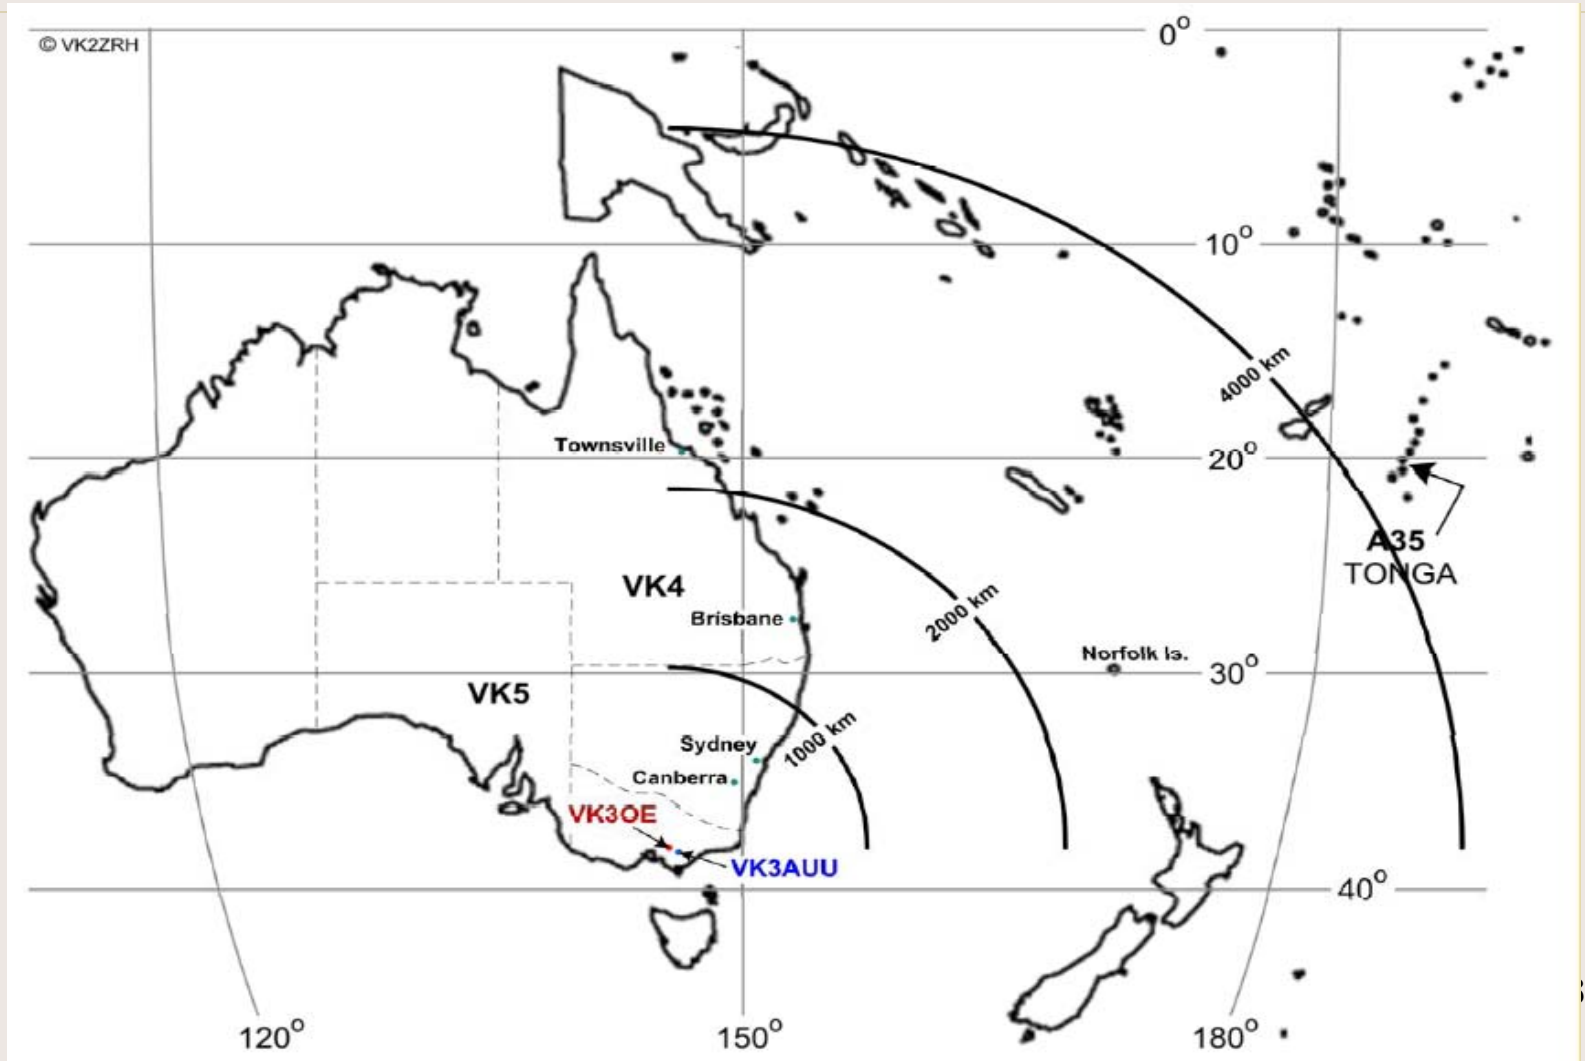 © VK2ZRH
0°
10°
4000 km
Townsville
20°
A35
TONGA
VK4
2000 km
Brisbane
Norfolk Is.
30°
VK5
1000 km
Sydney
Canberra
VK3OE
VK3AUU
40°
120°
150°
180°